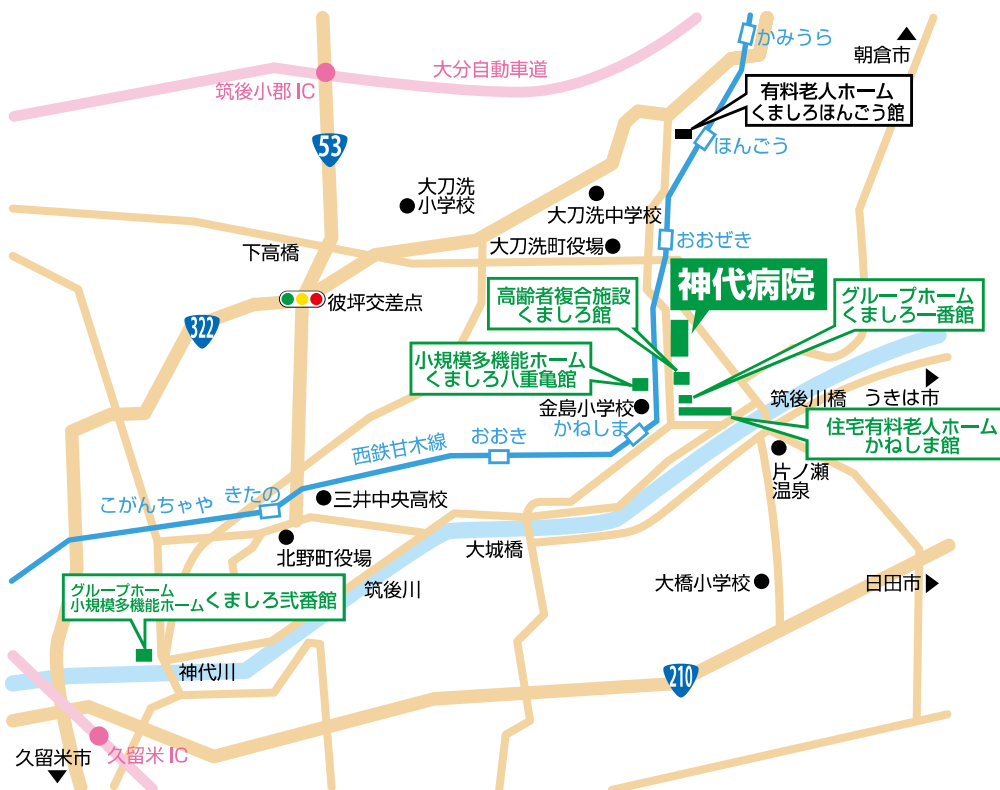 かみうら
朝倉市
大分自動車道
筑後小郡 IC
有料老人ホーム
くましろほんごう館
53
ほんごう
大刀洗
小学校
大刀洗中学校
下高橋
大刀洗町役場
おおぜき
神代病院
高齢者複合施設
くましろ館
グループホーム
くましろ一番館
彼坪交差点
322
小規模多機能ホーム
くましろ八重亀館
筑後川橋
うきは市
金島小学校
かねしま
住宅有料老人ホーム
かねしま館
西鉄甘木線
おおき
片ノ瀬
温泉
こがんちゃや
きたの
三井中央高校
北野町役場
大城橋
筑後川
大橋小学校
日田市
グループホーム
小規模多機能ホーム くましろ弐番館
神代川
210
久留米市
久留米 IC